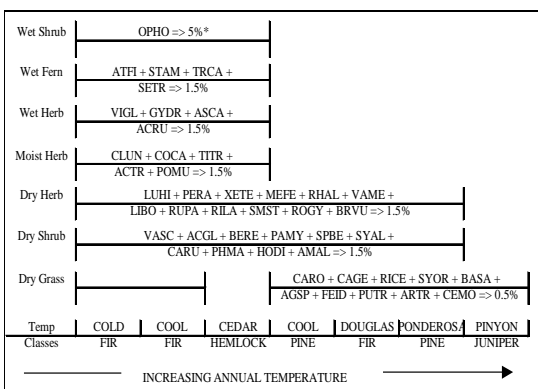 Wet Shrub OPHO => 5%*
Wet Fern ATFI + STAM + TRCA +
SETR => 1.5%
Wet Herb VIGL + GYDR + ASCA +
ACRU => 1.5%
Moist Herb CLUN + COCA + TITR +
ACTR + POMU => 1.5%
Dry Herb LUHI + PERA + XETE + MEFE + RHAL + VAME +
LIBO + RUPA + RILA + SMST + ROGY + BRVU => 1.5%
Dry Shrub VASC + ACGL + BERE + PAMY + SPBE + SYAL +
CARU + PHMA + HODI + AMAL => 1.5%
Dry Grass CARO + CAGE + RICE + SYOR + BASA +
AGSP + FEID + PUTR + ARTR + CEMO => 0.5%
Temp COLD COOL CEDAR COOL DOUGLAS PONDEROSA PINYON
Classes FIR FIR HEMLOCK PINE FIR PINE JUNIPER
INCREASING ANNUAL TEMPERATURE